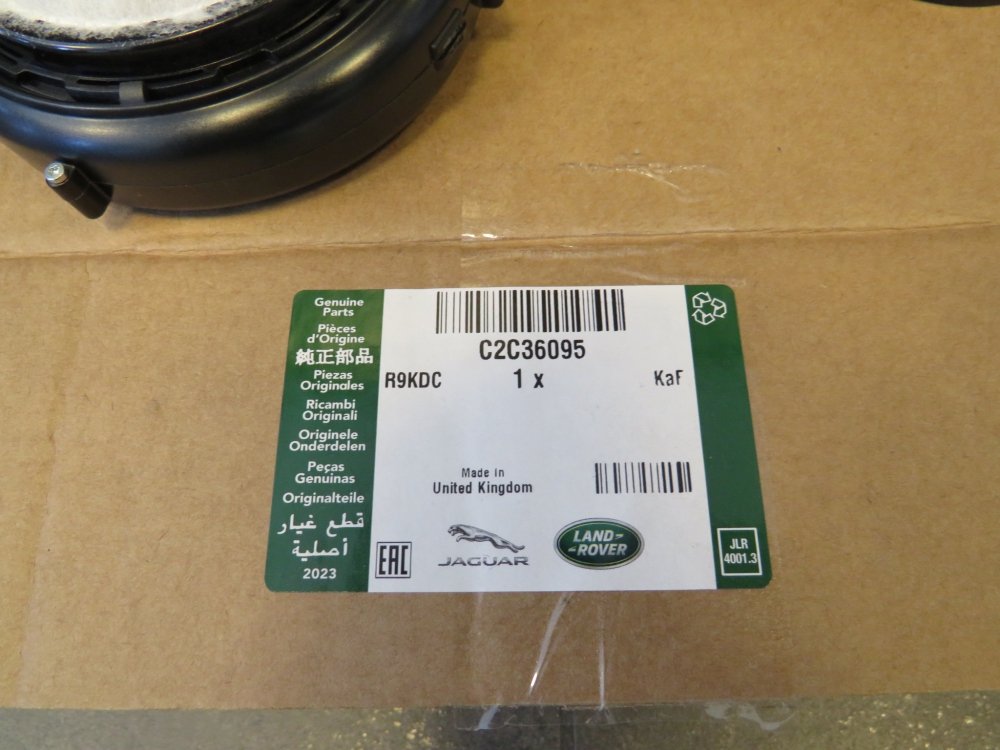 Genuine
Parts
Pièces
d'Origine
純正部品
Piezas
Originales
Ricambi
Originali
Originele
Onderdelen
Peças
Genuinas
Originalteile
قطع غيار
أصلية
2023
C2C36095
R9KDC 1 x KaF
Made in
United Kingdom
EAC
JAGUAR
LAND-
-ROVER
JLR
4001.3